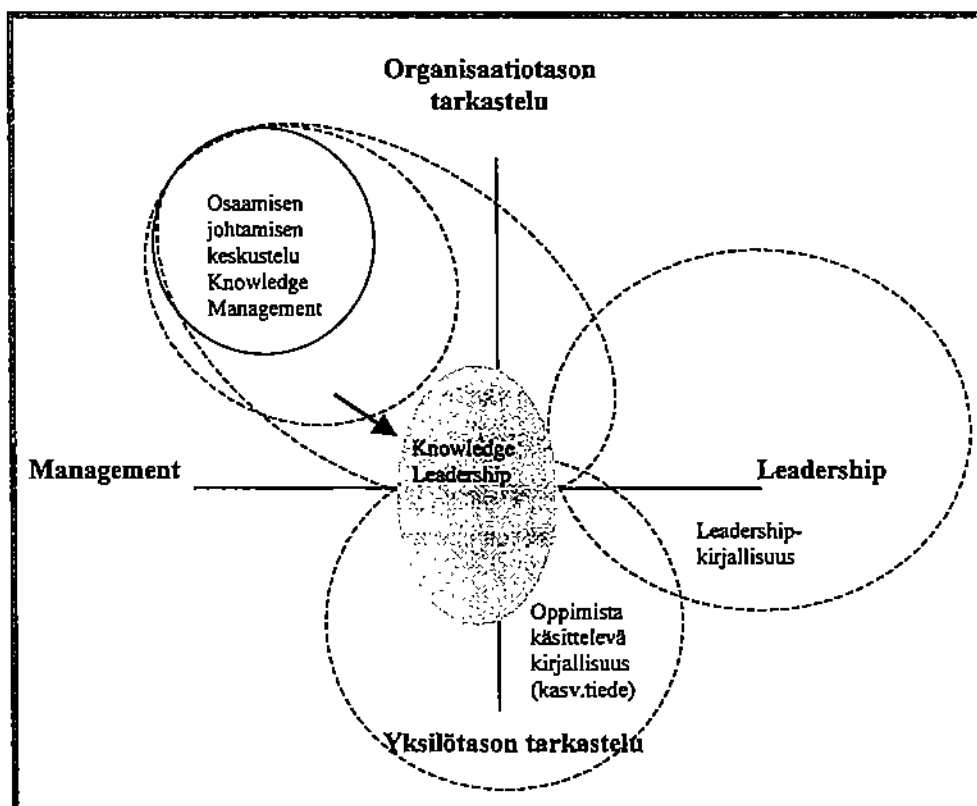 Organisaatiotason
tarkastelu
Osaamisen
johtamisen
keskustelu
Knowledge
Management
Knowledge
Leadership
Management
Leadership
Leadership-
kirjallisuus
Oppimista
käsittelevä
kirjallisuus
(kasv.tiede)
Yksilötason tarkastelu